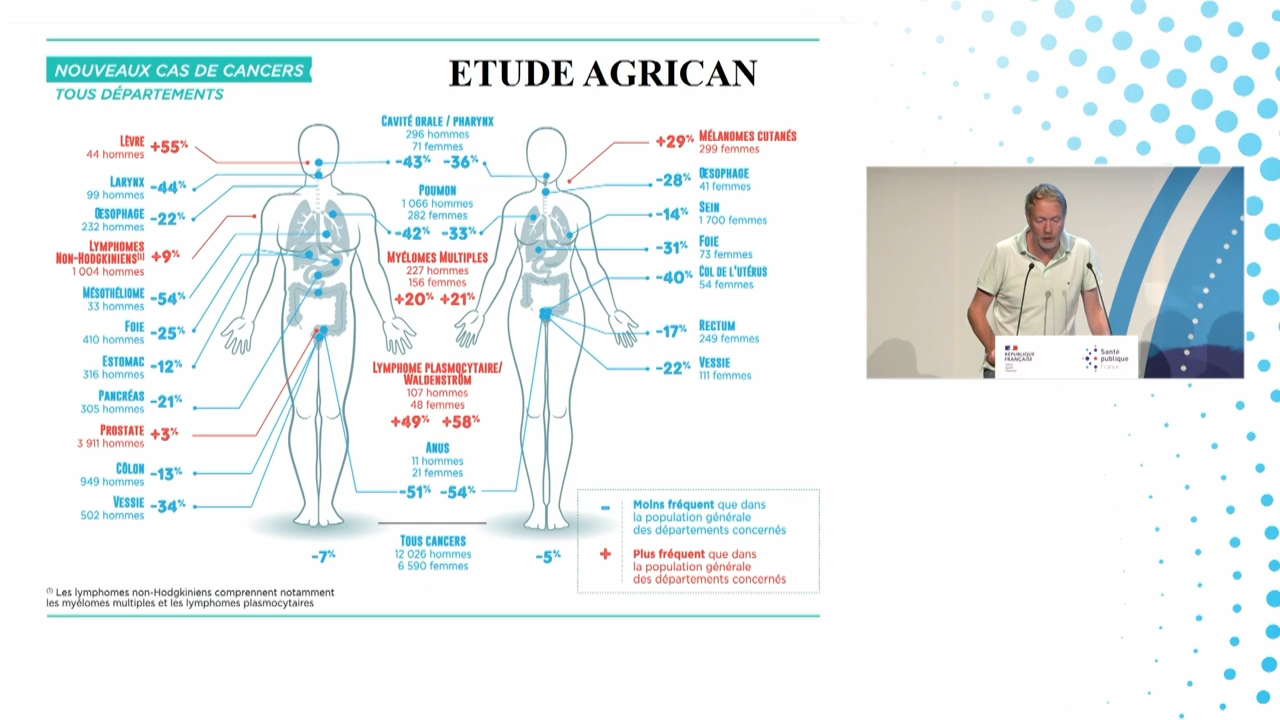 NOUVEAUX CAS DE CANCERS
TOUS DÉPARTEMENTS
ETUDE AGRICAN
LÈVRE
44 hommes
+55%
LARYNX
99 hommes
-44%
ŒSOPHAGE
232 hommes
-22%
LYMPHOMES
NON-HODGKINIENS(1)
1 004 hommes
+9%
MÉSOTHÉLIOME
33 hommes
-54%
FOIE
410 hommes
-25%
ESTOMAC
316 hommes
-12%
PANCRÉAS
305 hommes
-21%
PROSTATE
3 911 hommes
+3%
CÔLON
949 hommes
-13%
VESSIE
502 hommes
-34%
CAVITÉ ORALE / PHARYNX
296 hommes
71 femmes
-43% -36%
POUMON
1 066 hommes
282 femmes
-42% -33%
MYÉLOMES MULTIPLES
227 hommes
156 femmes
+20% +21%
LYMPHOME PLASMOCYTAIRE/
WALDENSTRÖM
107 hommes
48 femmes
+49% +58%
ANUS
11 hommes
21 femmes
-51% -54%
TOUS CANCERS
12 026 hommes
6 590 femmes
-7%
-5%
+29%
MÉLANOMES CUTANÉS
299 femmes
-28%
ŒSOPHAGE
41 femmes
-14%
SEIN
1 700 femmes
-31%
FOIE
73 femmes
-40%
COL DE L'UTÉRUS
54 femmes
-17%
RECTUM
249 femmes
-22%
VESSIE
111 femmes
- Moins fréquent que dans
la population générale
des départements concernés
+ Plus fréquent que dans
la population générale
des départements concernés
(1) Les lymphomes non-Hodgkiniens comprennent notamment
les myélomes multiples et les lymphomes plasmocytaires
RÉPUBLIQUE
FRANÇAISE
Santé
publique
France